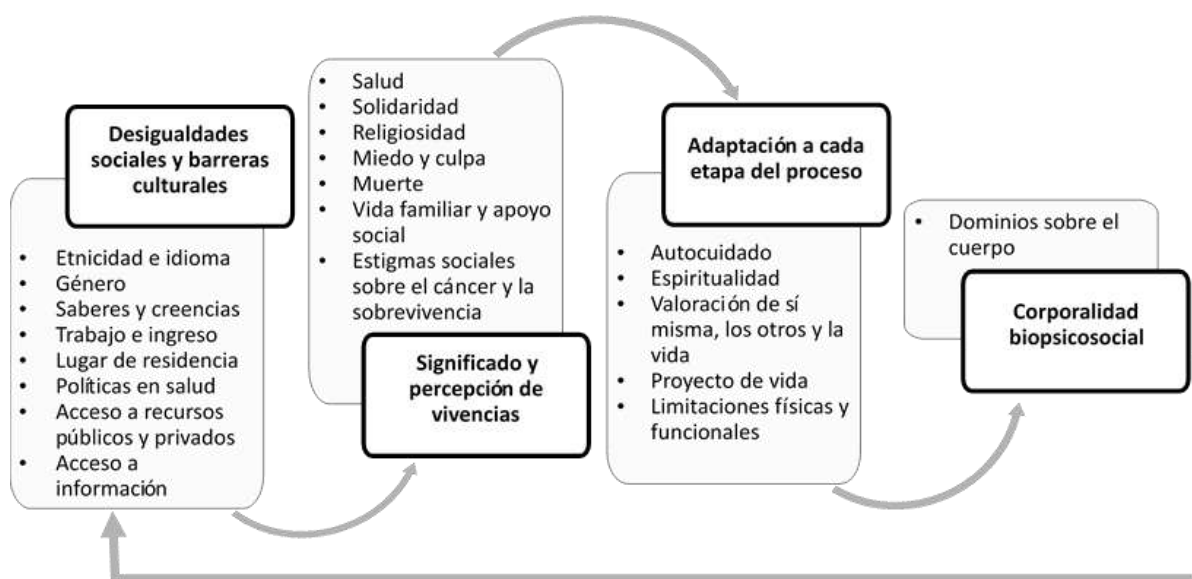 Desigualdades
sociales y barreras
culturales
• Etnicidad e idioma
• Género
• Saberes y creencias
• Trabajo e ingreso
• Lugar de residencia
• Políticas en salud
• Acceso a recursos
públicos y privados
• Acceso a
información
• Salud
• Solidaridad
• Religiosidad
• Miedo y culpa
• Muerte
• Vida familiar y apoyo
social
• Estigmas sociales
sobre el cáncer y la
sobrevivencia
Significado y
percepción de
vivencias
Adaptación a cada
etapa del proceso
• Autocuidado
• Espiritualidad
• Valoración de sí
misma, los otros y la
vida
• Proyecto de vida
• Limitaciones físicas y
funcionales
• Dominios sobre el
cuerpo
Corporalidad
biopsicosocial